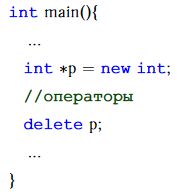 int main(){
...
int *p = new int;
//операторы
delete p;
...
}